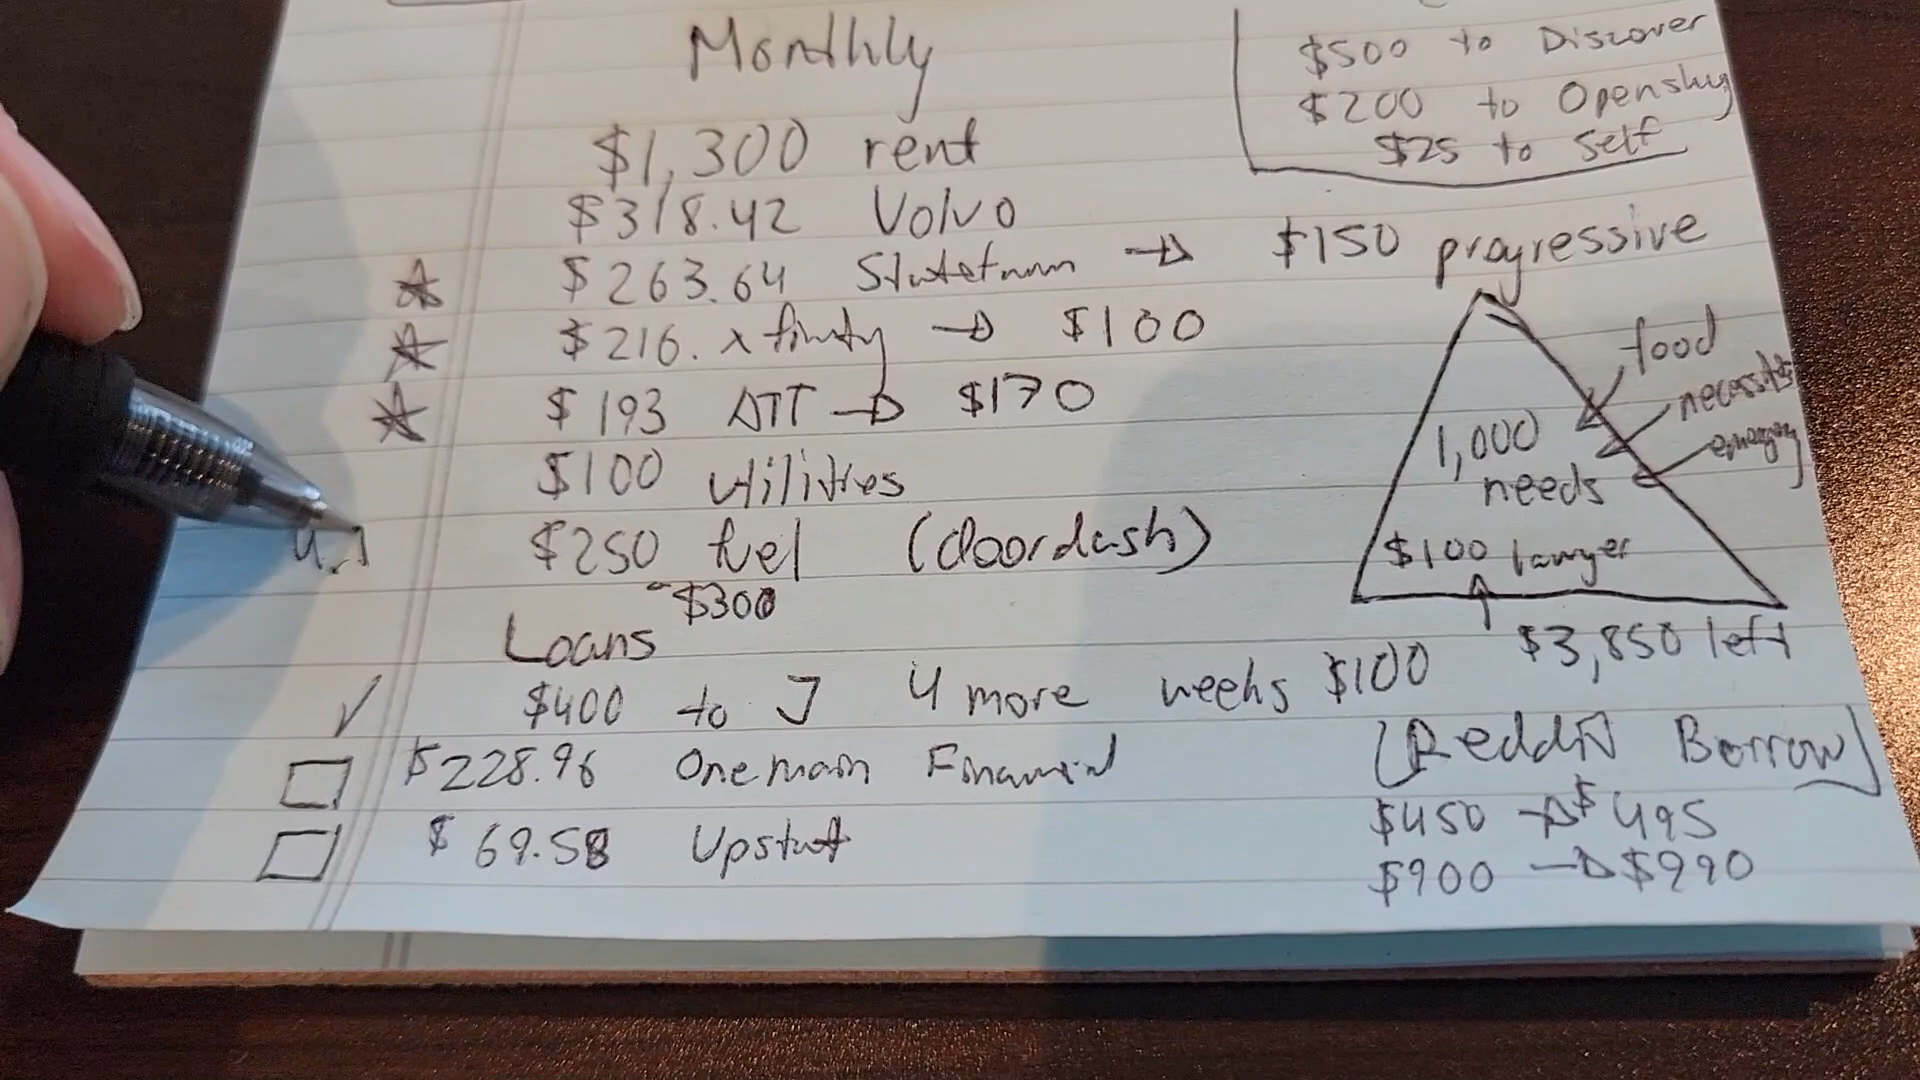 Monthly
$1,300 rent
$318.42 Volvo
$263.64 Statefarm → $150 progressive
$216. xfinity → $100
$193 ATT → $170
$100 utilities
$250 fuel (doordash)
-$300
Loans
$400 to J 4 more weeks $100
$228.96 Onemain Financial
$69.58 Upstart
$500 to Discover
$200 to Opensky
$25 to Self
food
necessities
emergency
1,000
needs
$100 lawyer
$3,850 left
[Reddit Borrow]
$450 → $495
$900 → $990